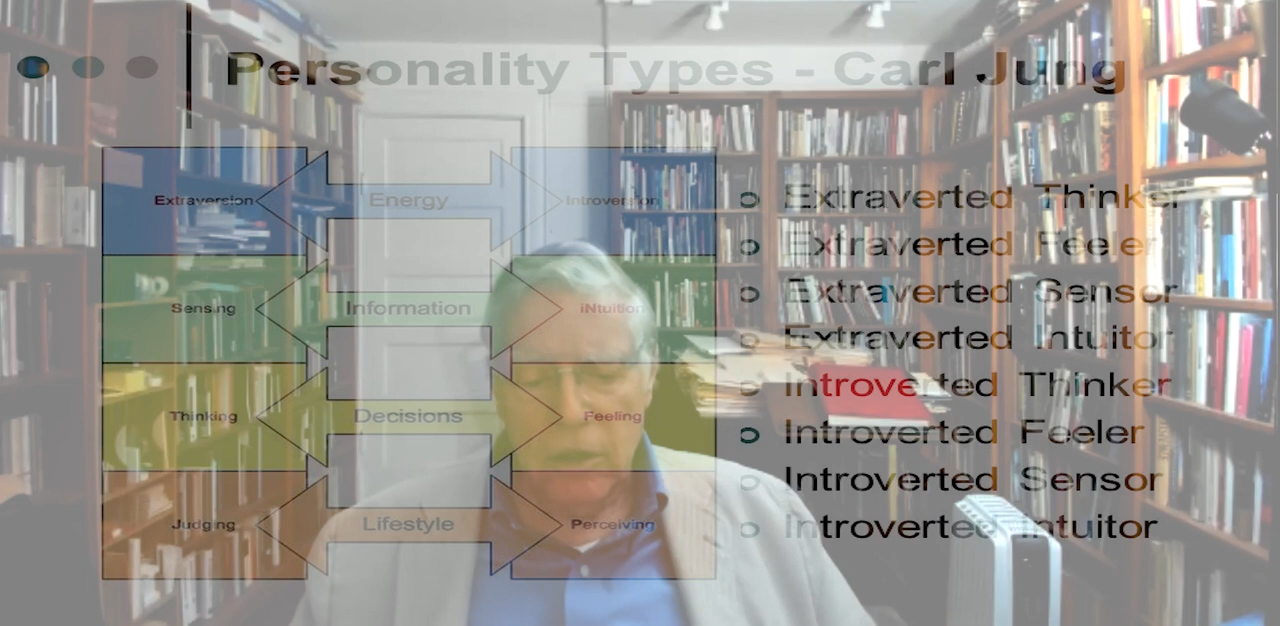 Personality Types - Carl Jung
Extraversion Energy Introversion
Sensing Information iNtuition
Thinking Decisions Feeling
Judging Lifestyle Perceiving
Extraverted Thinker
Extraverted Feeler
Extraverted Sensor
Extraverted Intuitor
Introverted Thinker
Introverted Feeler
Introverted Sensor
Introverted Intuitor